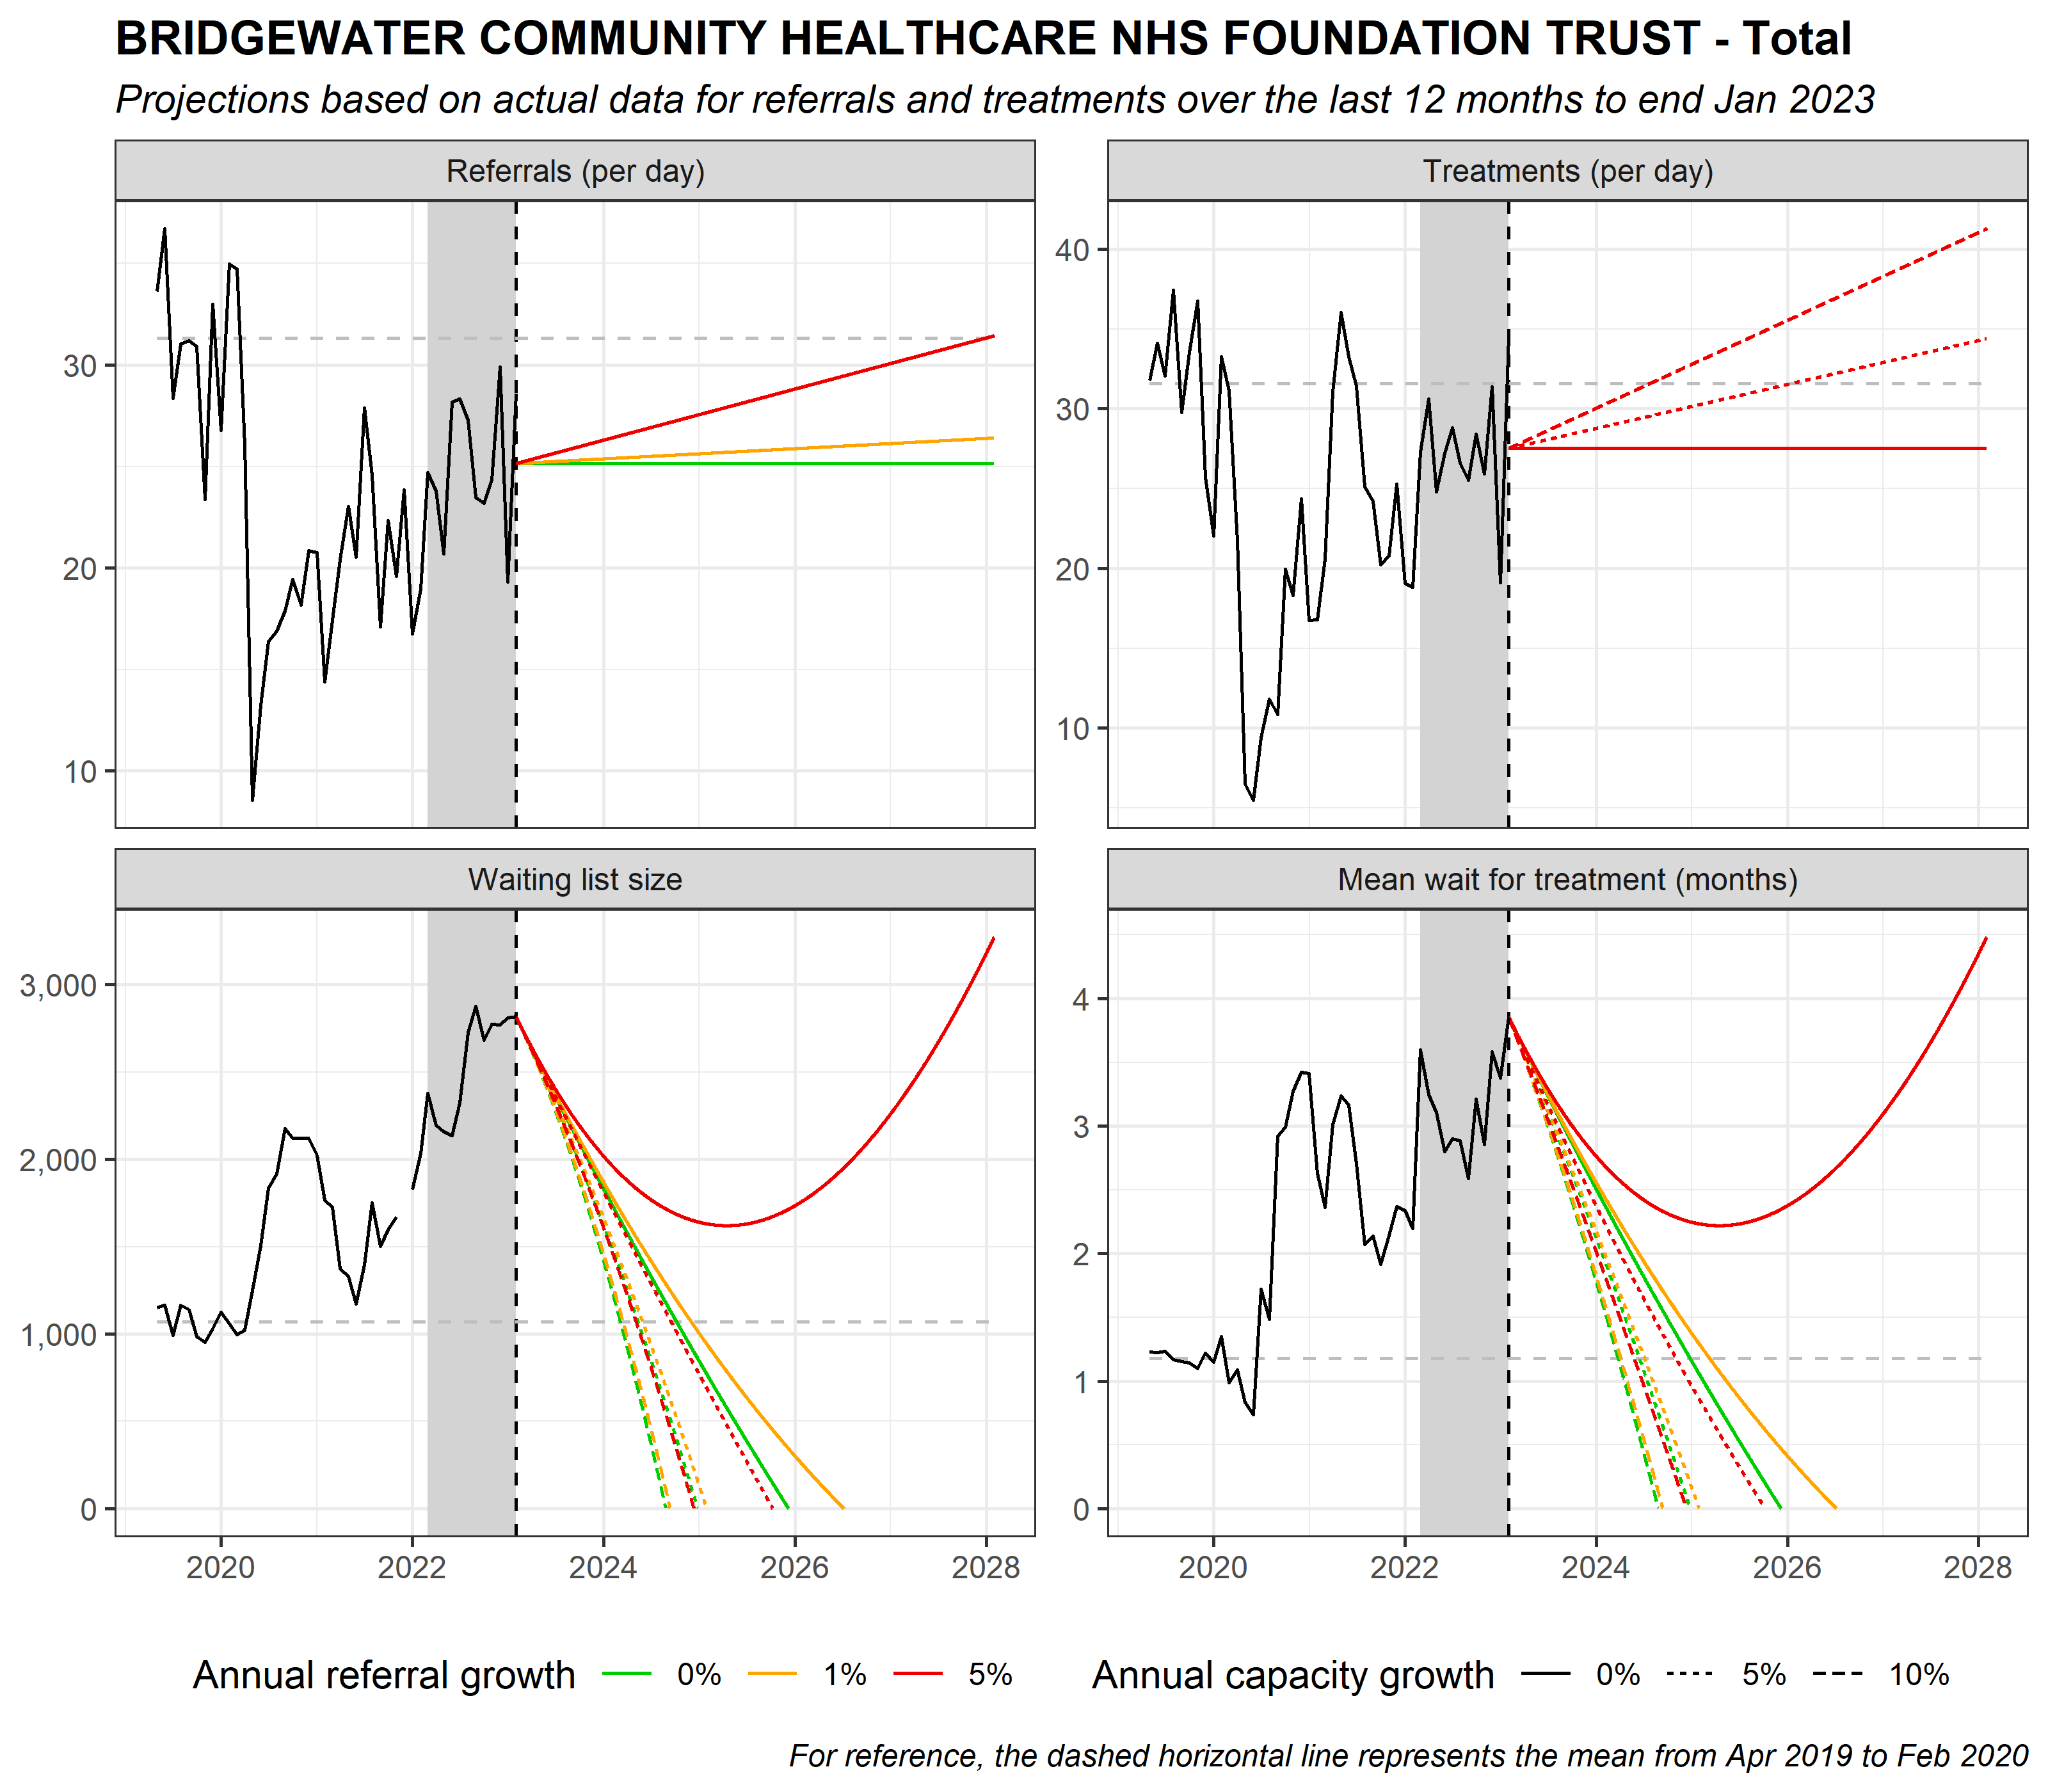 BRIDGEWATER COMMUNITY HEALTHCARE NHS FOUNDATION TRUST - Total
Projections based on actual data for referrals and treatments over the last 12 months to end Jan 2023
Referrals (per day)
30
20
10
Treatments (per day)
40
30
20
10
Waiting list size
3,000
2,000
1,000
0
2020 2022 2024 2026 2028
Mean wait for treatment (months)
4
3
2
1
0
2020 2022 2024 2026 2028
Annual referral growth 0% 1% 5%
Annual capacity growth 0% 5% 10%
For reference, the dashed horizontal line represents the mean from Apr 2019 to Feb 2020